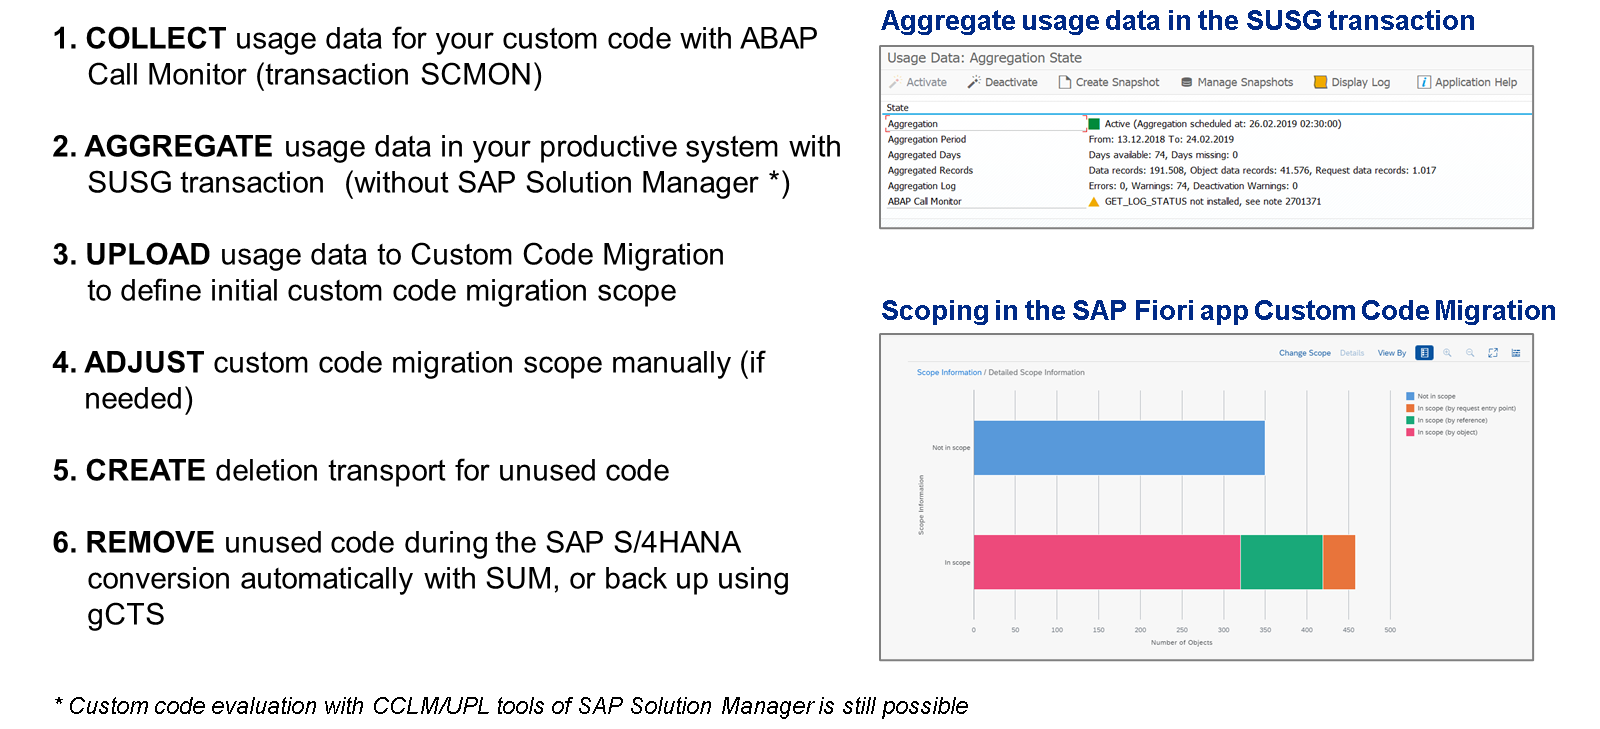 1. COLLECT usage data for your custom code with ABAP
Call Monitor (transaction SCMON)
2. AGGREGATE usage data in your productive system with
SUSG transaction (without SAP Solution Manager *)
3. UPLOAD usage data to Custom Code Migration
to define initial custom code migration scope
4. ADJUST custom code migration scope manually (if
needed)
5. CREATE deletion transport for unused code
6. REMOVE unused code during the SAP S/4HANA
conversion automatically with SUM, or back up using
gCTS
* Custom code evaluation with CCLM/UPL tools of SAP Solution Manager is still possible
Aggregate usage data in the SUSG transaction
Usage Data: Aggregation State
Activate Deactivate Create Snapshot Manage Snapshots Display Log Application Help
State
Aggregation Active (Aggregation scheduled at: 26.02.2019 02:30:00)
Aggregation Period From: 13.12.2018 To: 24.02.2019
Aggregated Days Days available: 74, Days missing: 0
Aggregated Records Data records: 191.508, Object data records: 41.576, Request data records: 1.017
Aggregation Log Errors: 0, Warnings: 74, Deactivation Warnings: 0
ABAP Call Monitor GET_LOG_STATUS not installed, see note 2701371
Scoping in the SAP Fiori app Custom Code Migration
Change Scope Details View By
Scope Information / Detailed Scope Information
Not in scope
In scope (by request entry point)
In scope (by reference)
In scope (by object)
Not in scope
Scope Information
In scope
0 50 100 150 200 250 300 350 400 450 500
Number of Objects